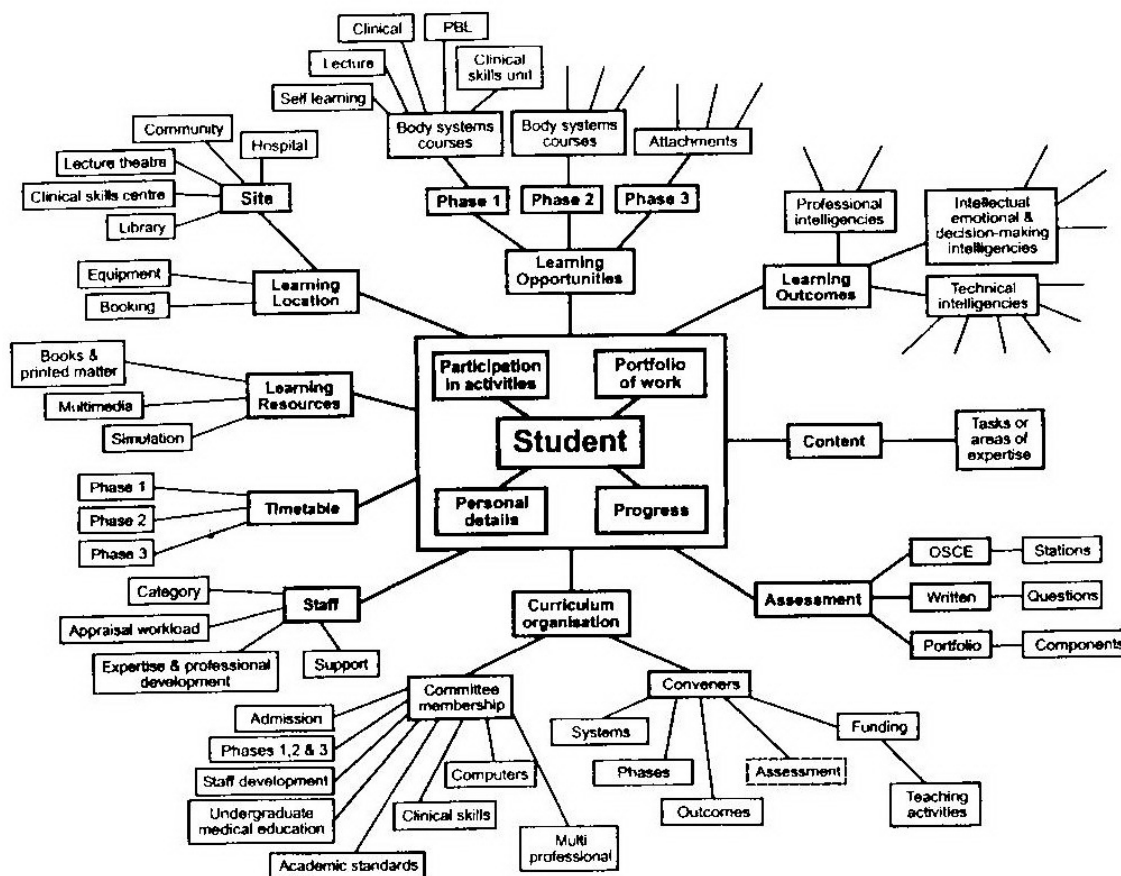 Clinical
PBL
Lecture
Clinical
skills unit
Self learning
Body systems
courses
Body systems
courses
Attachments
Community
Hospital
Lecture theatre
Clinical skills centre
Site
Library
Phase 1
Phase 2
Phase 3
Professional
intelligencies
Intellectual
emotional &
decision-making
intelligencies
Equipment
Booking
Learning
Location
Learning
Opportunities
Learning
Outcomes
Technical
intelligencies
Books &
printed matter
Multimedia
Simulation
Learning
Resources
Participation
in activities
Portfolio
of work
Student
Personal
details
Progress
Content
Tasks or
areas of
expertise
Phase 1
Phase 2
Phase 3
Timetable
Category
Appraisal workload
Expertise & professional
development
Staff
Support
Curriculum
organisation
Assessment
OSCE
Stations
Written
Questions
Portfolio
Components
Committee
membership
Admission
Phases 1,2 & 3
Staff development
Undergraduate
medical education
Academic standards
Clinical skills
Computers
Multi
professional
Conveners
Systems
Phases
Outcomes
Assessment
Funding
Teaching
activities